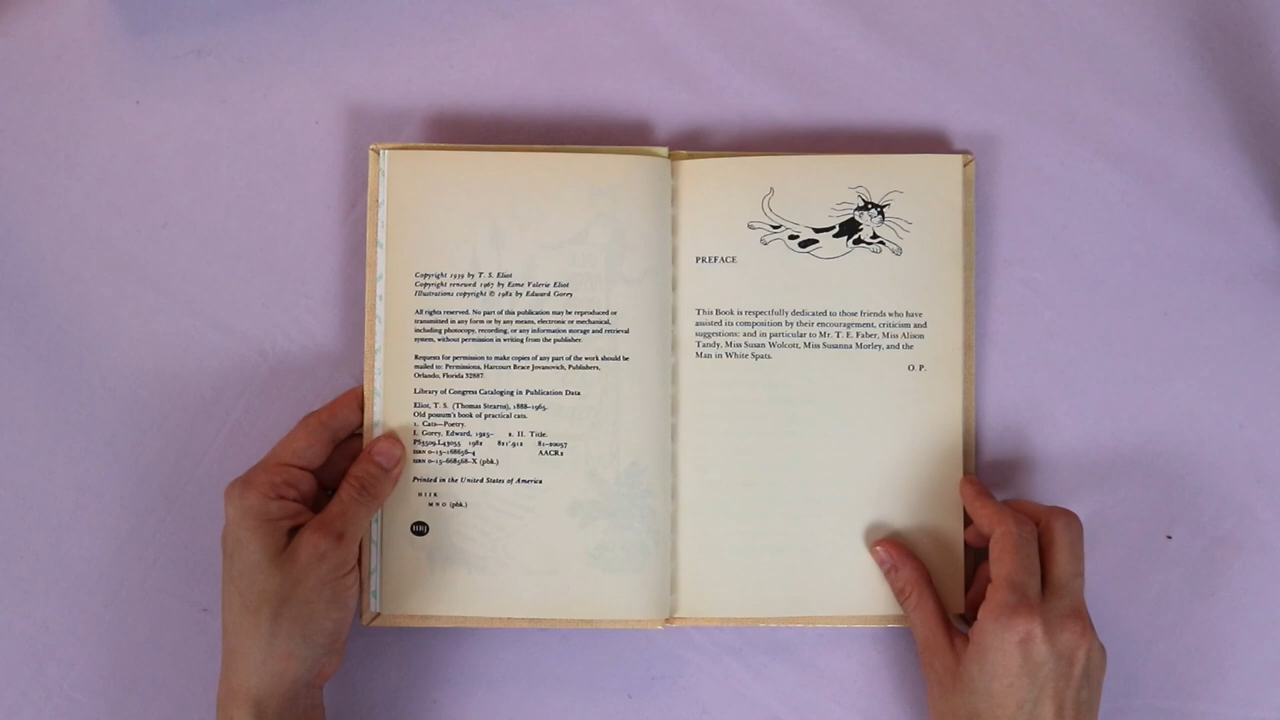 Copyright 1939 by T. S. Eliot
Copyright renewed 1967 by Esme Valerie Eliot
Illustrations copyright © 1982 by Edward Gorey
All rights reserved. No part of this publication may be reproduced or
transmitted in any form or by any means, electronic or mechanical,
including photocopy, recording, or any information storage and retrieval
system, without permission in writing from the publisher.
Requests for permission to make copies of any part of the work should be
mailed to: Permissions, Harcourt Brace Jovanovich, Publishers,
Orlando, Florida 32887.
Library of Congress Cataloging in Publication Data
Eliot, T. S. (Thomas Stearns), 1888–1965.
Old possum's book of practical cats.
1. Cats—Poetry.
I. Gorey, Edward, 1925– 2. II. Title.
PS3509.L43O55 1982 821'.912 81-20057
ISBN 0-15-168656-4 AACR2
ISBN 0-15-668568-X (pbk.)
Printed in the United States of America
H I J K
M N O (pbk.)
HBJ
PREFACE
This Book is respectfully dedicated to those friends who have
assisted its composition by their encouragement, criticism and
suggestions: and in particular to Mr. T. E. Faber, Miss Alison
Tandy, Miss Susan Wolcott, Miss Susanna Morley, and the
Man in White Spats.
O. P.